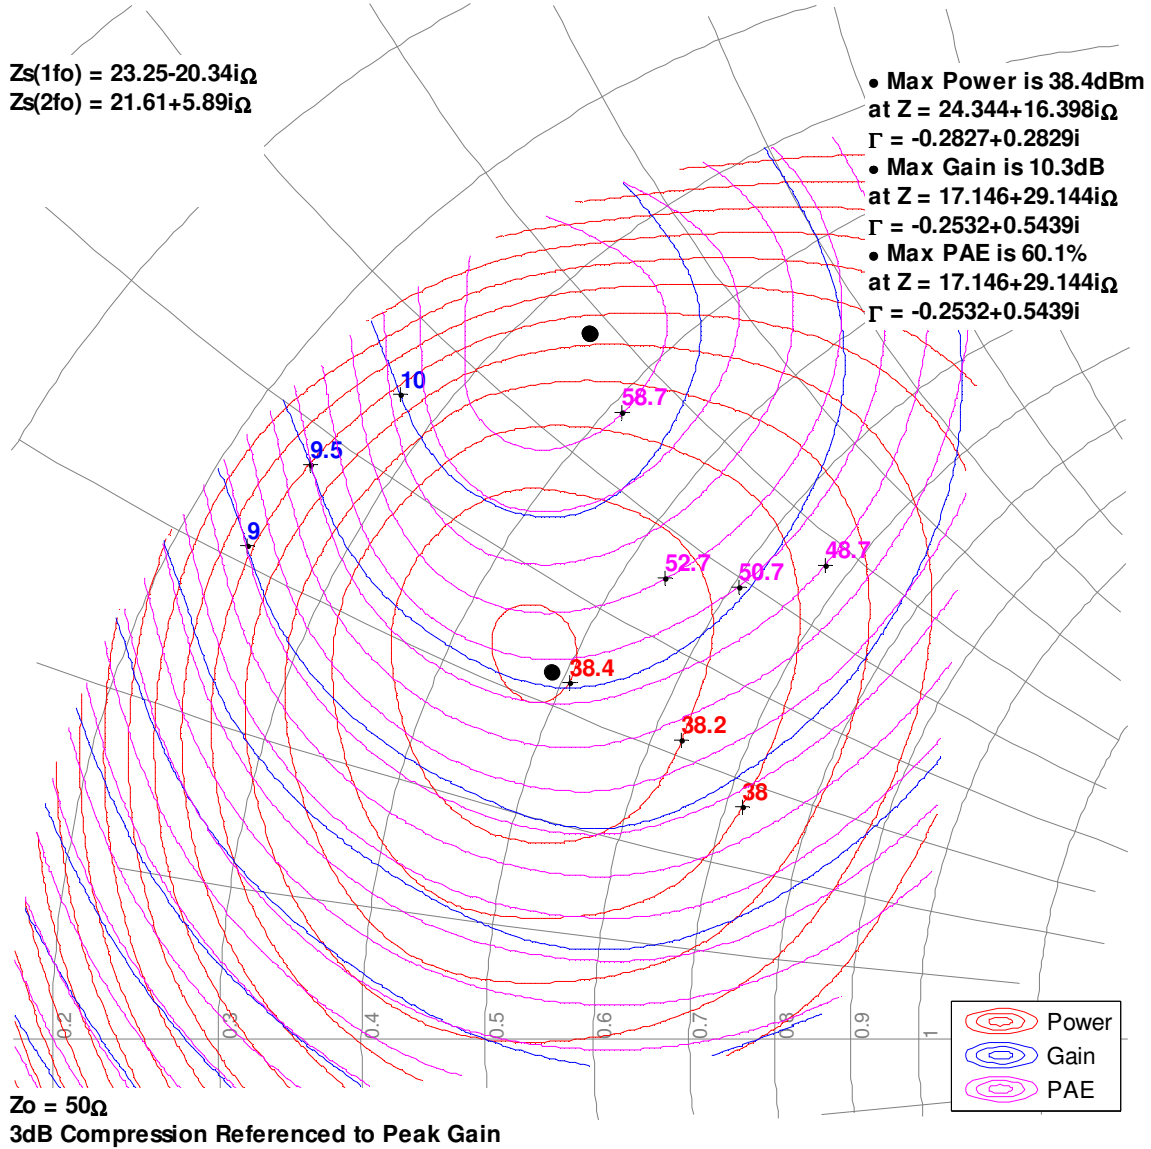 Zs(1fo) = 23.25-20.34iΩ
Zs(2fo) = 21.61+5.89iΩ
● Max Power is 38.4dBm
at Z = 24.344+16.398iΩ
Γ = -0.2827+0.2829i
● Max Gain is 10.3dB
at Z = 17.146+29.144iΩ
Γ = -0.2532+0.5439i
● Max PAE is 60.1%
at Z = 17.146+29.144iΩ
Γ = -0.2532+0.5439i
10
58.7
9.5
9
52.7
50.7
48.7
38.4
38.2
38
0.2
0.3
0.4
0.5
0.6
0.7
0.8
0.9
1
Power
Gain
PAE
Zo = 50Ω
3dB Compression Referenced to Peak Gain